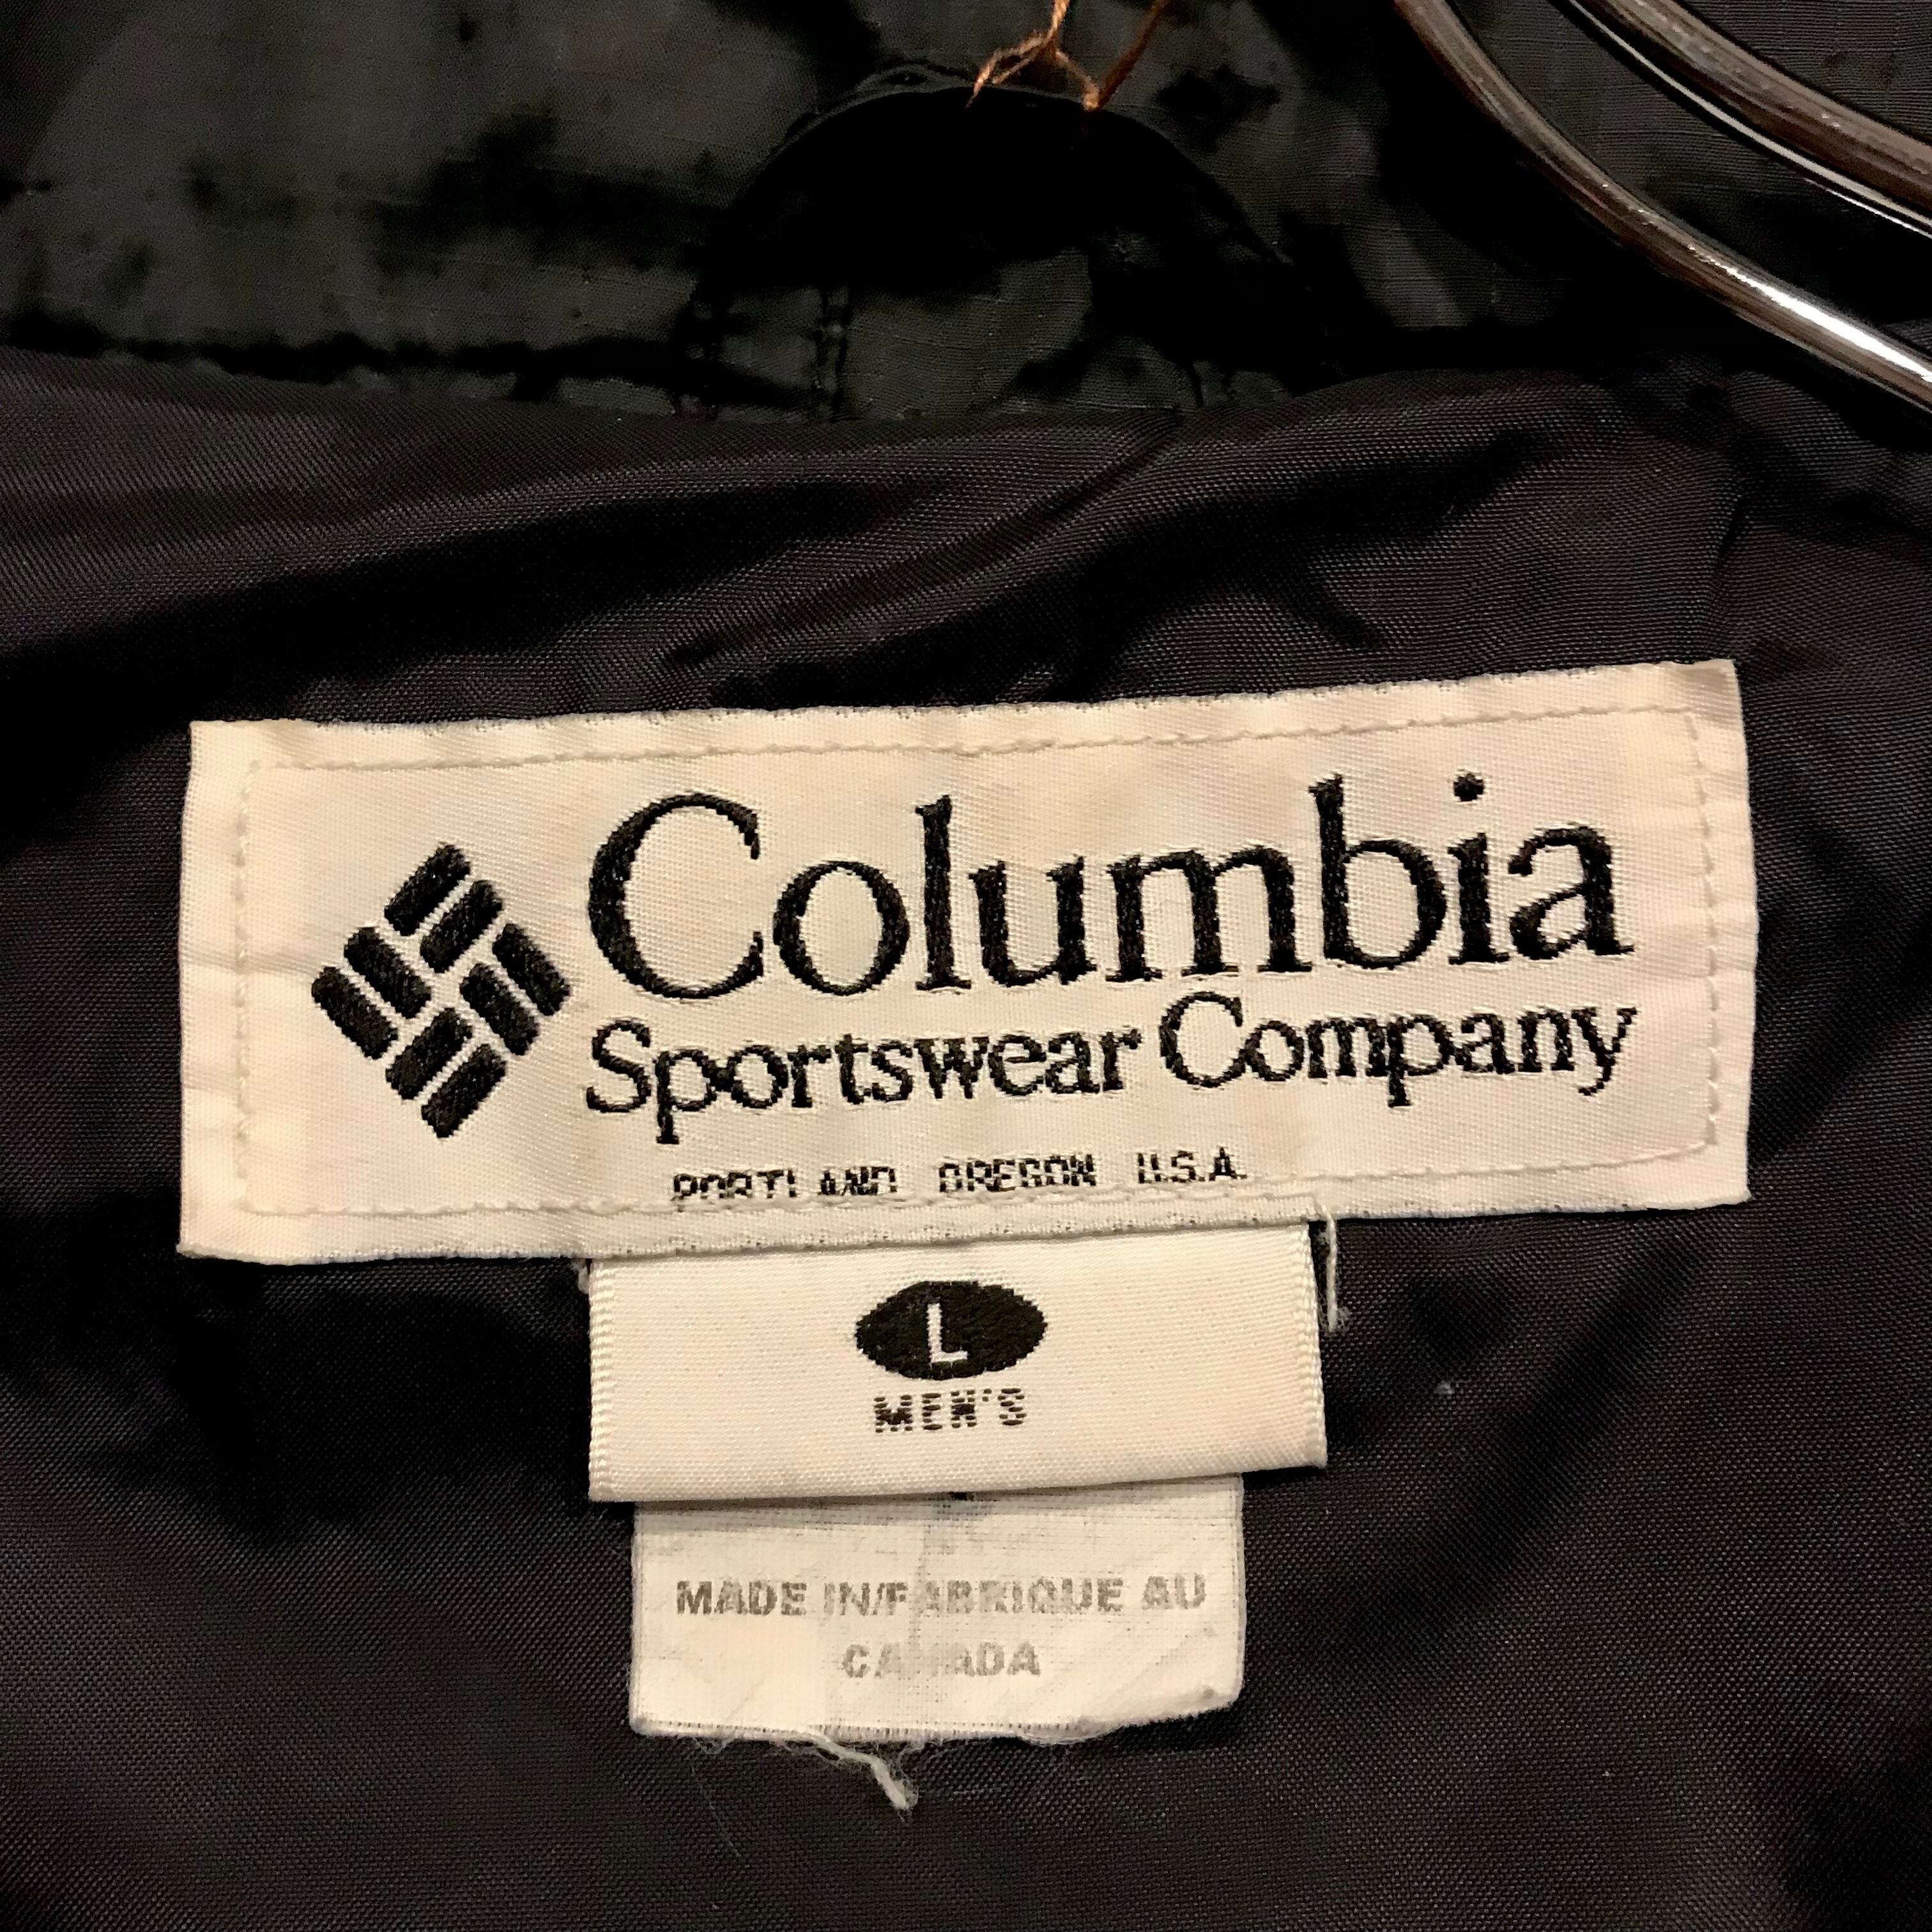 Columbia
Sportswear Company
PORTLAND OREGON U.S.A.
L
MEN'S
MADE IN/FABRIQUE AU
CANADA